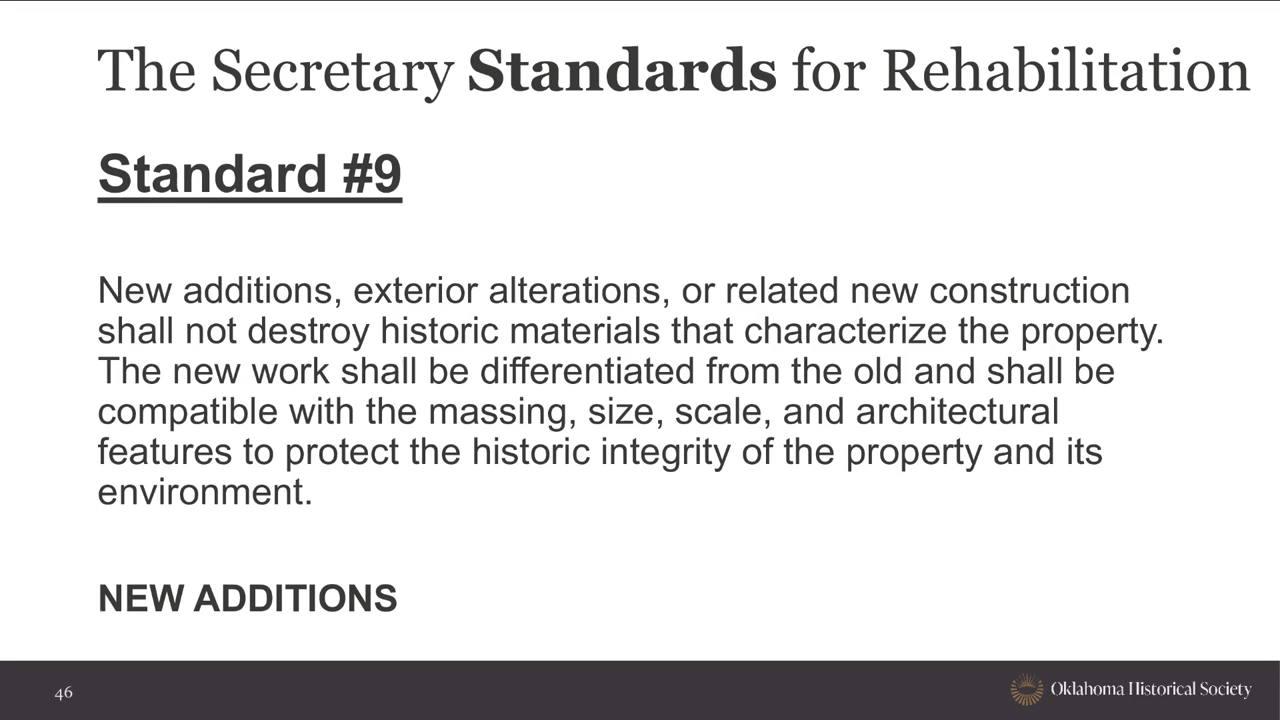 The Secretary Standards for Rehabilitation
Standard #9
New additions, exterior alterations, or related new construction
shall not destroy historic materials that characterize the property.
The new work shall be differentiated from the old and shall be
compatible with the massing, size, scale, and architectural
features to protect the historic integrity of the property and its
environment.
NEW ADDITIONS
46
Oklahoma Historical Society